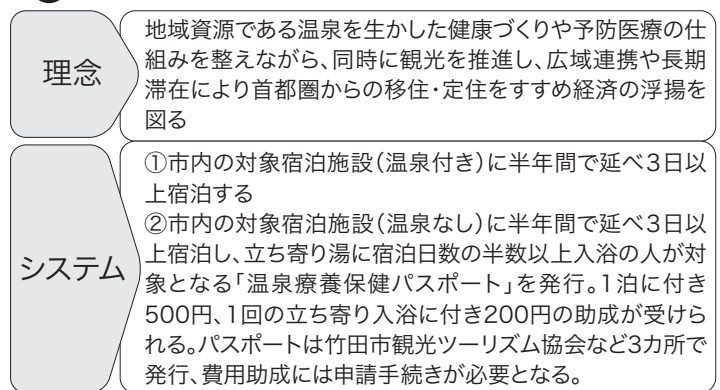 理念
地域資源である温泉を生かした健康づくりや予防医療の仕
組みを整えながら、同時に観光を推進し、広域連携や長期
滞在により首都圏からの移住・定住をすすめ経済の浮揚を
図る
システム
①市内の対象宿泊施設(温泉付き)に半年間で延べ3日以
上宿泊する
②市内の対象宿泊施設(温泉なし)に半年間で延べ3日以
上宿泊し、立ち寄り湯に宿泊日数の半数以上入浴の人が対
象となる「温泉療養保健パスポート」を発行。1泊に付き
500円、1回の立ち寄り入浴に付き200円の助成が受けら
れる。パスポートは竹田市観光ツーリズム協会など3カ所で
発行、費用助成には申請手続きが必要となる。